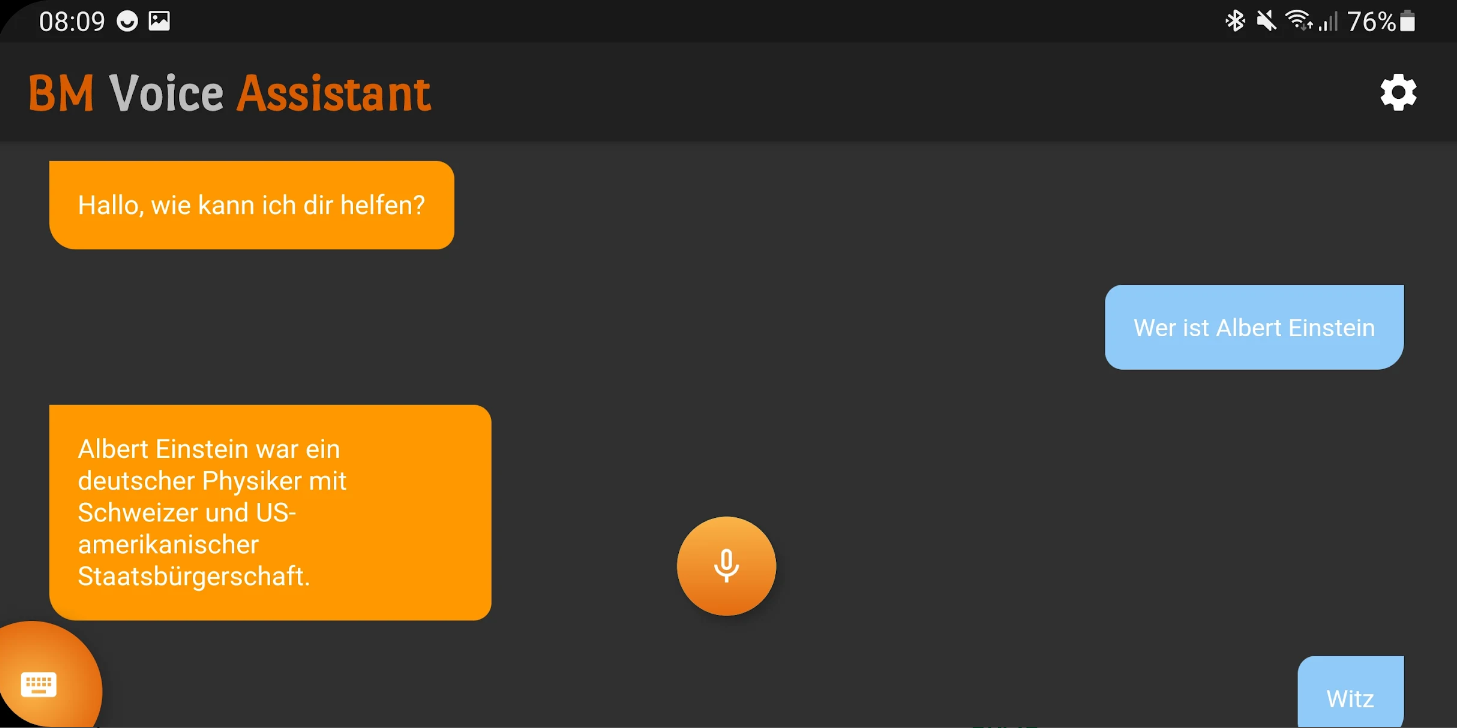 08:09
76%
BM Voice Assistant
Hallo, wie kann ich dir helfen?
Wer ist Albert Einstein
Albert Einstein war ein
deutscher Physiker mit
Schweizer und US-
amerikanischer
Staatsbürgerschaft.
Witz